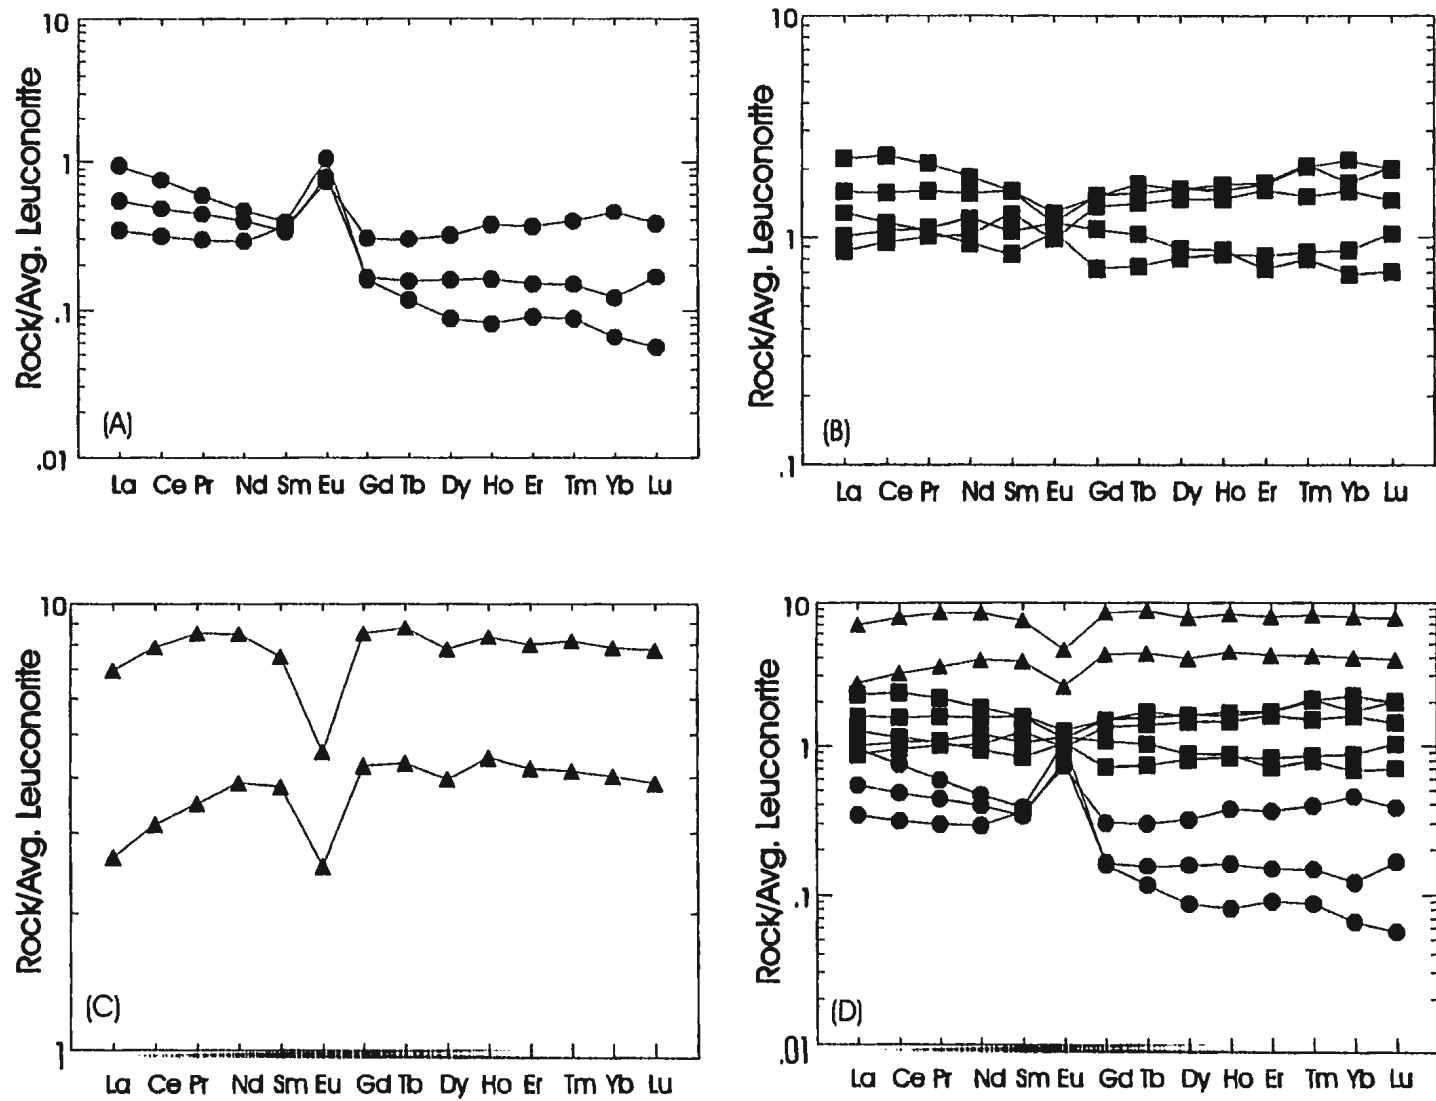 10
1
.1
.01
Rock/Avg. Leuconorite
(A)
La Ce Pr Nd Sm Eu Gd Tb Dy Ho Er Tm Yb Lu
10
1
.1
Rock/Avg. Leuconorite
(B)
La Ce Pr Nd Sm Eu Gd Tb Dy Ho Er Tm Yb Lu
10
1
Rock/Avg. Leuconorite
(C)
La Ce Pr Nd Sm Eu Gd Tb Dy Ho Er Tm Yb Lu
10
1
.1
.01
Rock/Avg. Leuconorite
(D)
La Ce Pr Nd Sm Eu Gd Tb Dy Ho Er Tm Yb Lu